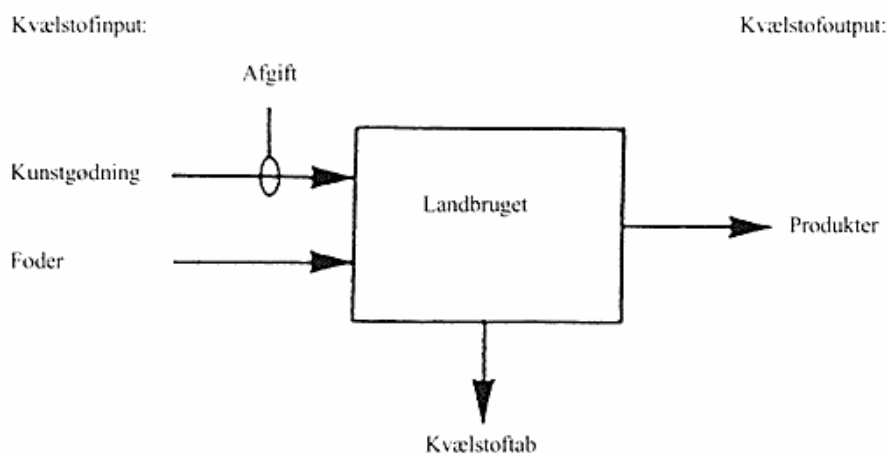 Kvælstofinput:
Kvælstofoutput:
Afgift
Kunstgødning
Landbruget
Produkter
Foder
Kvælstoftab